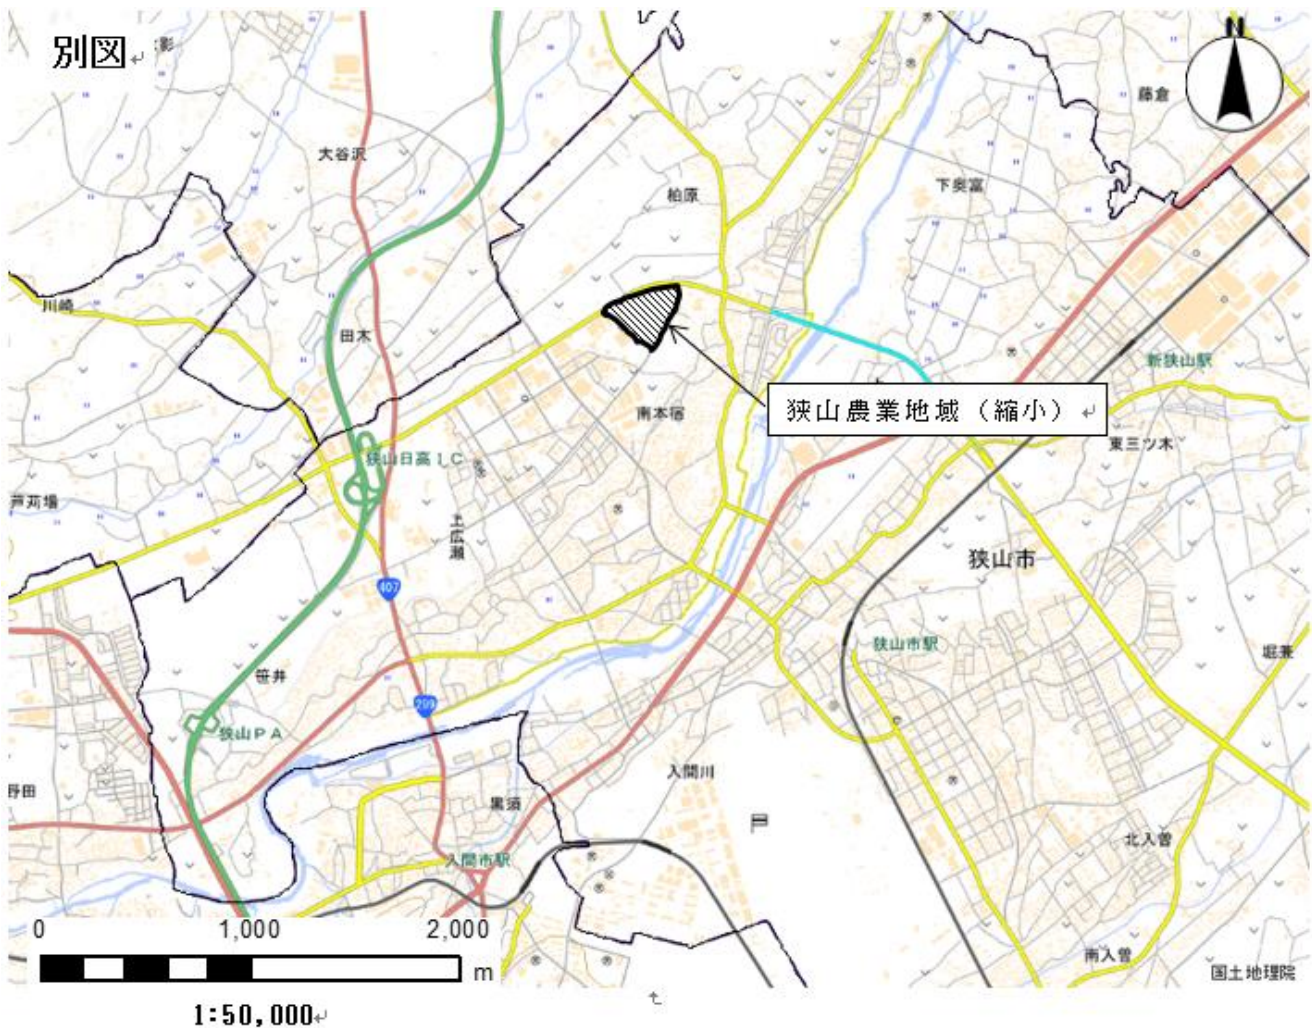 別図
影
N
藤倉
大谷沢
柏原
下奥富
川崎
田木
新狭山駅
狭山農業地域（縮小）
南本宿
東三ツ木
狭山日高IC
芦苅場
上広瀬
狭山市
407
狭山市駅
堀兼
笹井
299
狭山PA
入間川
野田
黒須
北入曽
入間市駅
0 1,000 2,000
m
南入曽
国土地理院
1:50,000